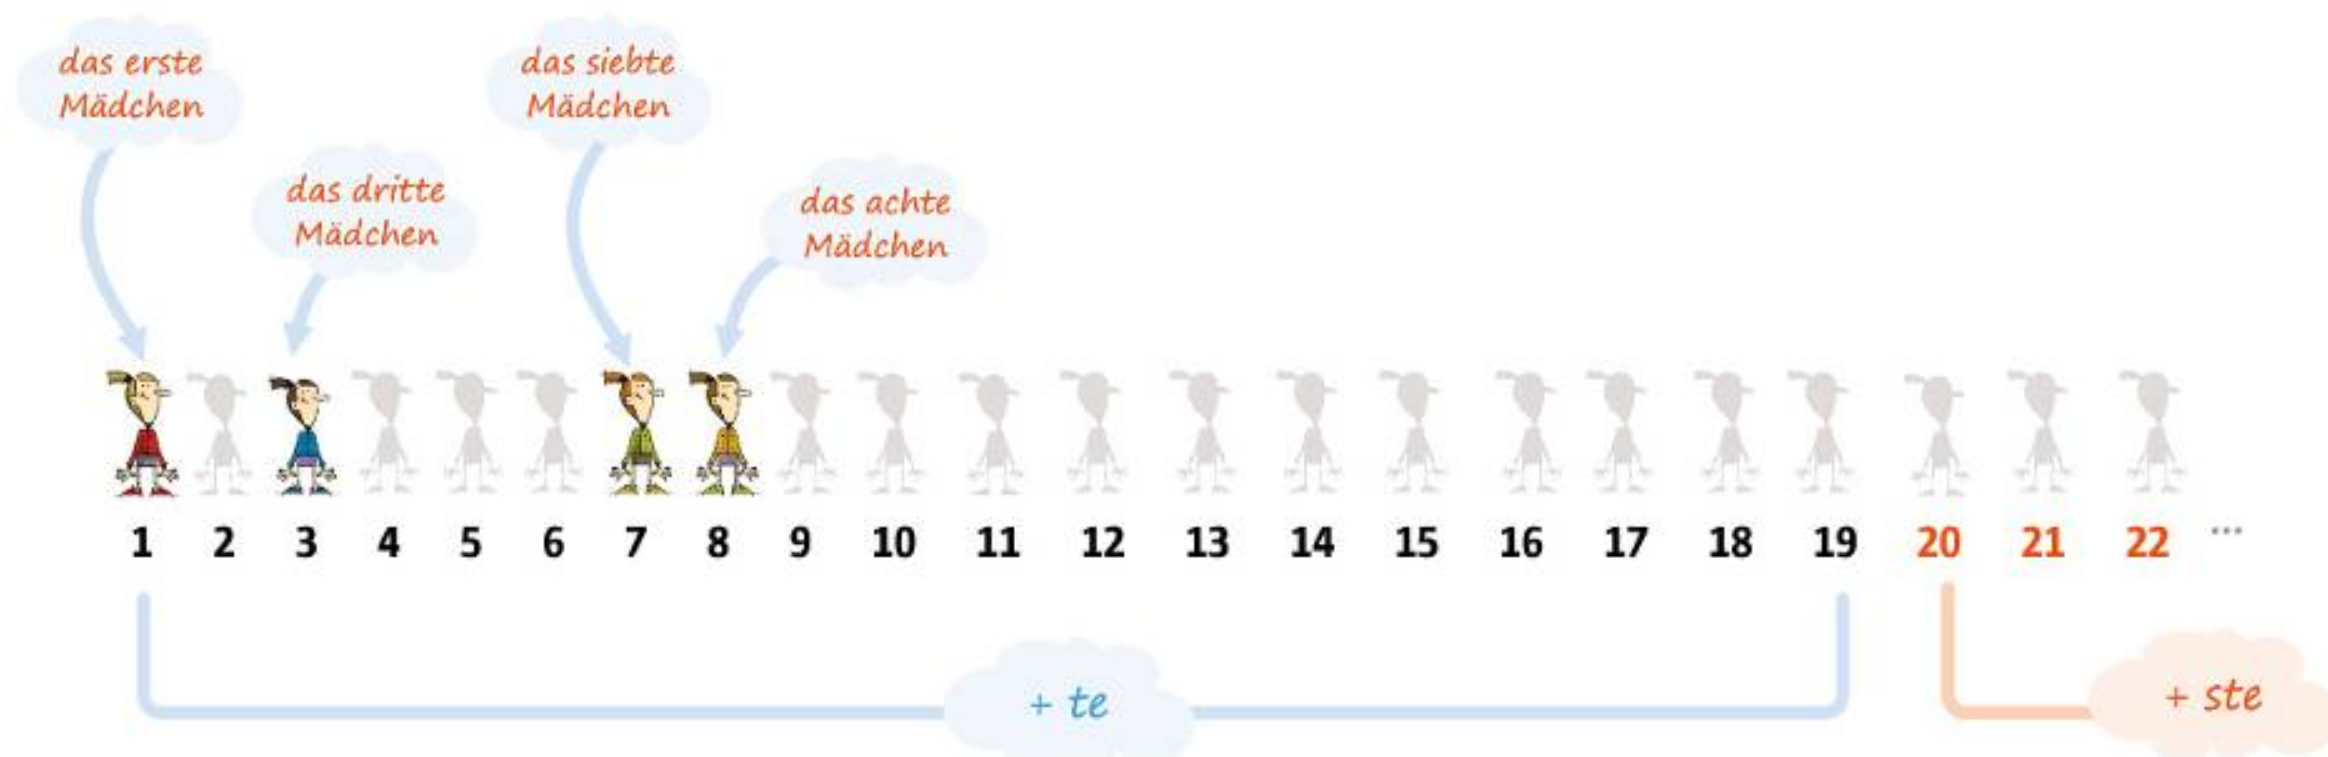 das erste
Mädchen
das siebte
Mädchen
das dritte
Mädchen
das achte
Mädchen
1 2 3 4 5 6 7 8 9 10 11 12 13 14 15 16 17 18 19 20 21 22 ...
+ te
+ ste